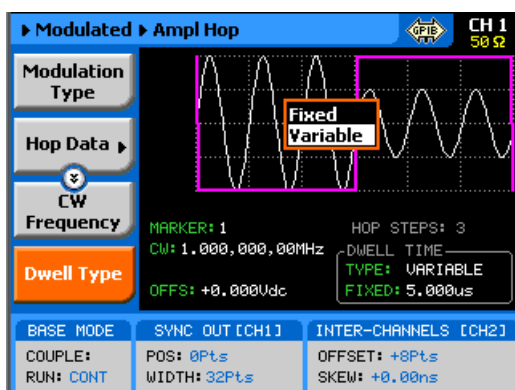 ▸ Modulated ▸ Ampl Hop
GPIB
CH 1
50 Ω
Modulation
Type
Hop Data ▸
CW
Frequency
Dwell Type
Fixed
Variable
MARKER: 1
HOP STEPS: 3
CW: 1.000,000,00MHz
DWELL TIME
TYPE: VARIABLE
OFFS: +0.000Vdc
FIXED: 5.000us
BASE MODE
COUPLE:
RUN: CONT
SYNC OUT [CH1]
POS: 0Pts
WIDTH: 32Pts
INTER-CHANNELS [CH2]
OFFSET: +8Pts
SKEW: +0.00ns